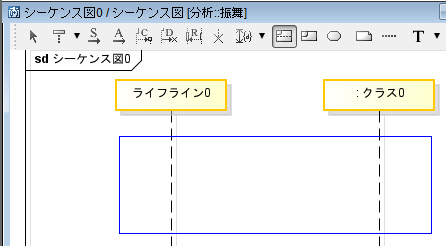 シーケンス図0 / シーケンス図 [分析::振舞]
S A C D R {d} T
sd シーケンス図0
ライフライン0
: クラス0